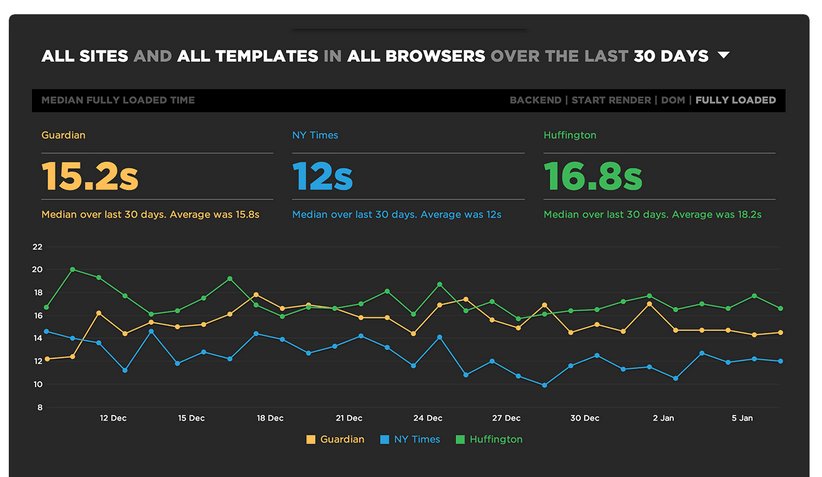 ALL SITES AND ALL TEMPLATES IN ALL BROWSERS OVER THE LAST 30 DAYS
MEDIAN FULLY LOADED TIME
BACKEND | START RENDER | DOM | FULLY LOADED
Guardian
15.2s
Median over last 30 days. Average was 15.8s
NY Times
12s
Median over last 30 days. Average was 12s
Huffington
16.8s
Median over last 30 days. Average was 18.2s
22
20
18
16
14
12
10
8
12 Dec 15 Dec 18 Dec 21 Dec 24 Dec 27 Dec 30 Dec 2 Jan 5 Jan
Guardian NY Times Huffington